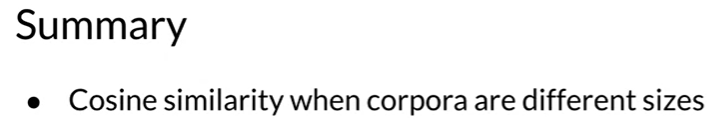 Summary
● Cosine similarity when corpora are different sizes